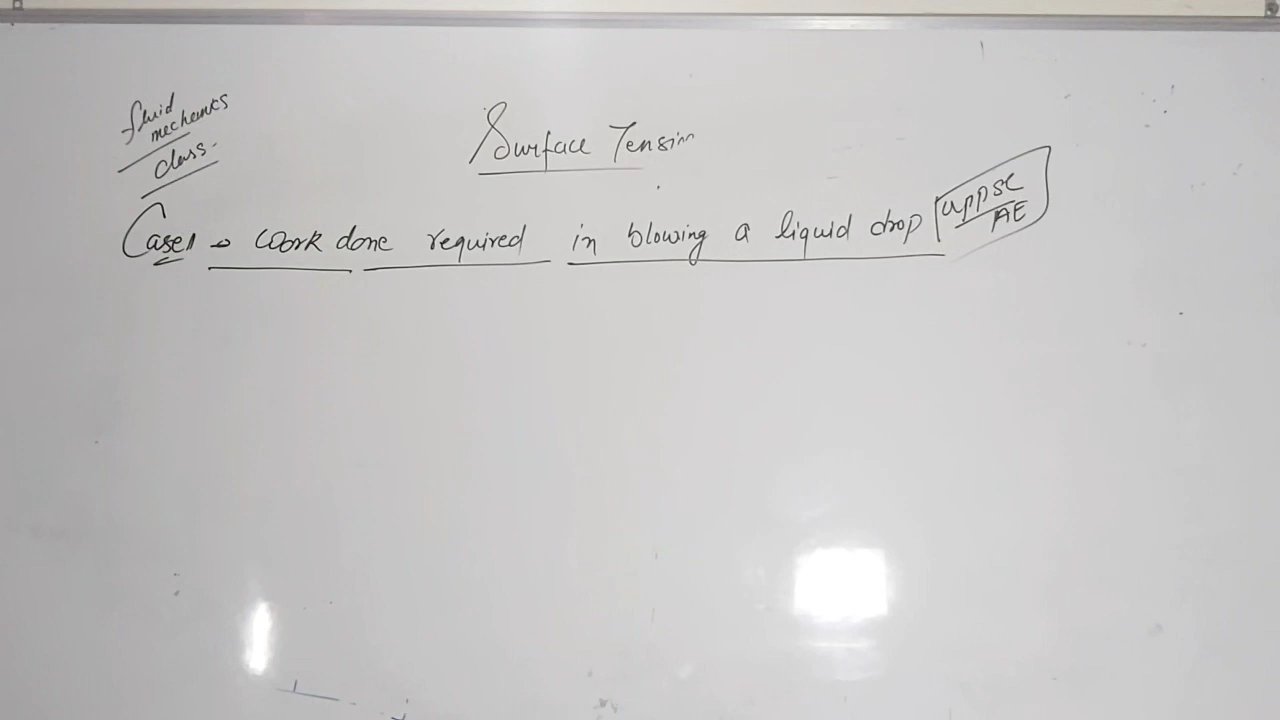 fluid
mechanics
class-
Surface Tension
Case1 → Work done required in blowing a liquid drop
uppsc
AE